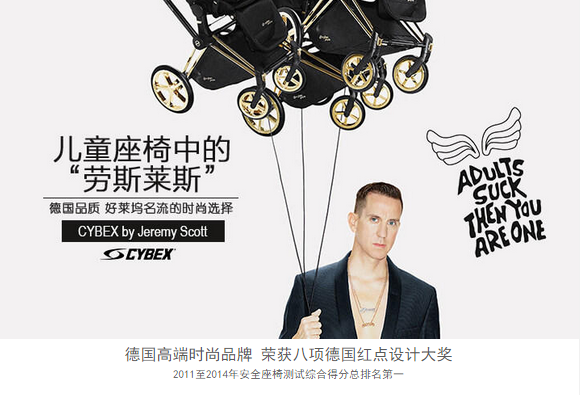 儿童座椅中的
“劳斯莱斯”
德国品质 好莱坞名流的时尚选择
CYBEX by Jeremy Scott
CYBEX
ADULTS
SUCK
THEN YOU
ARE ONE
德国高端时尚品牌 荣获八项德国红点设计大奖
2011至2014年安全座椅测试综合得分总排名第一